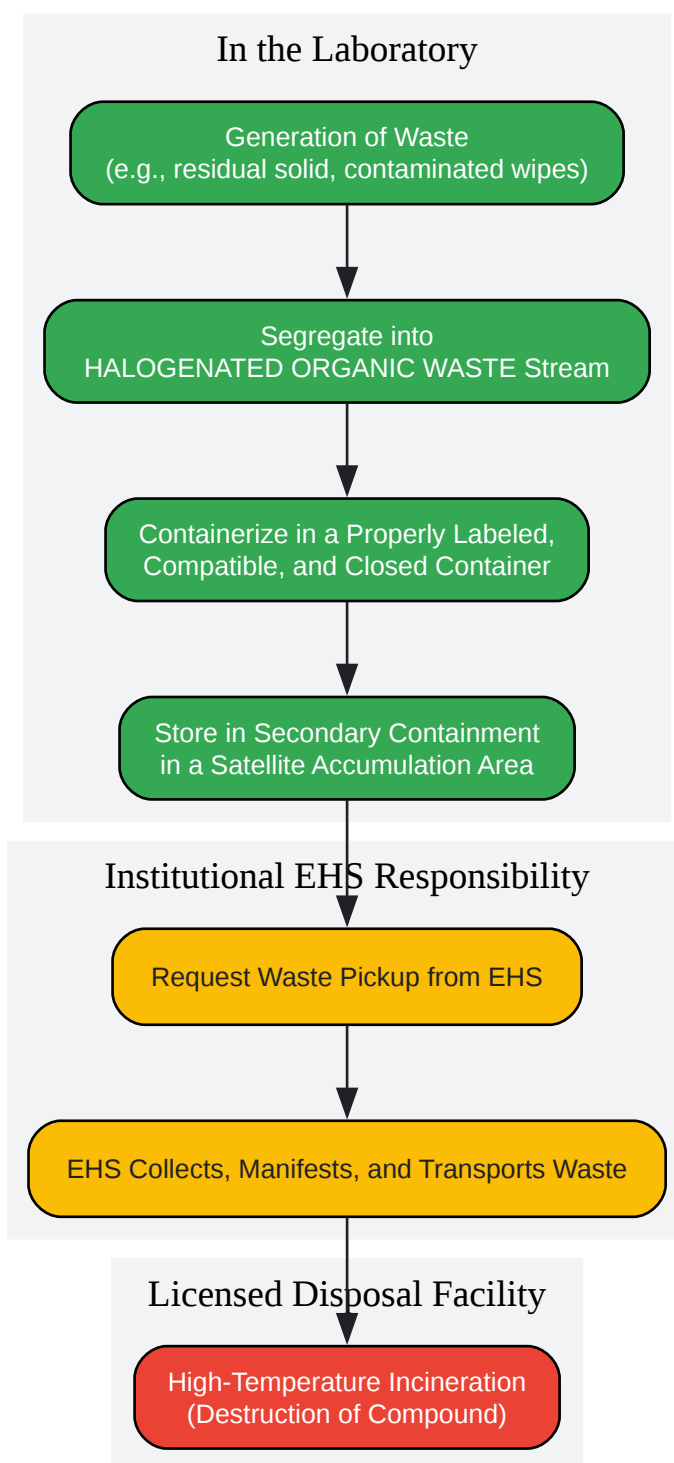 In the Laboratory
Generation of Waste
(e.g., residual solid, contaminated wipes)
Segregate into
HALOGENATED ORGANIC WASTE Stream
Containerize in a Properly Labeled,
Compatible, and Closed Container
Store in Secondary Containment
in a Satellite Accumulation Area
Institutional EHS Responsibility
Request Waste Pickup from EHS
EHS Collects, Manifests, and Transports Waste
Licensed Disposal Facility
High-Temperature Incineration
(Destruction of Compound)